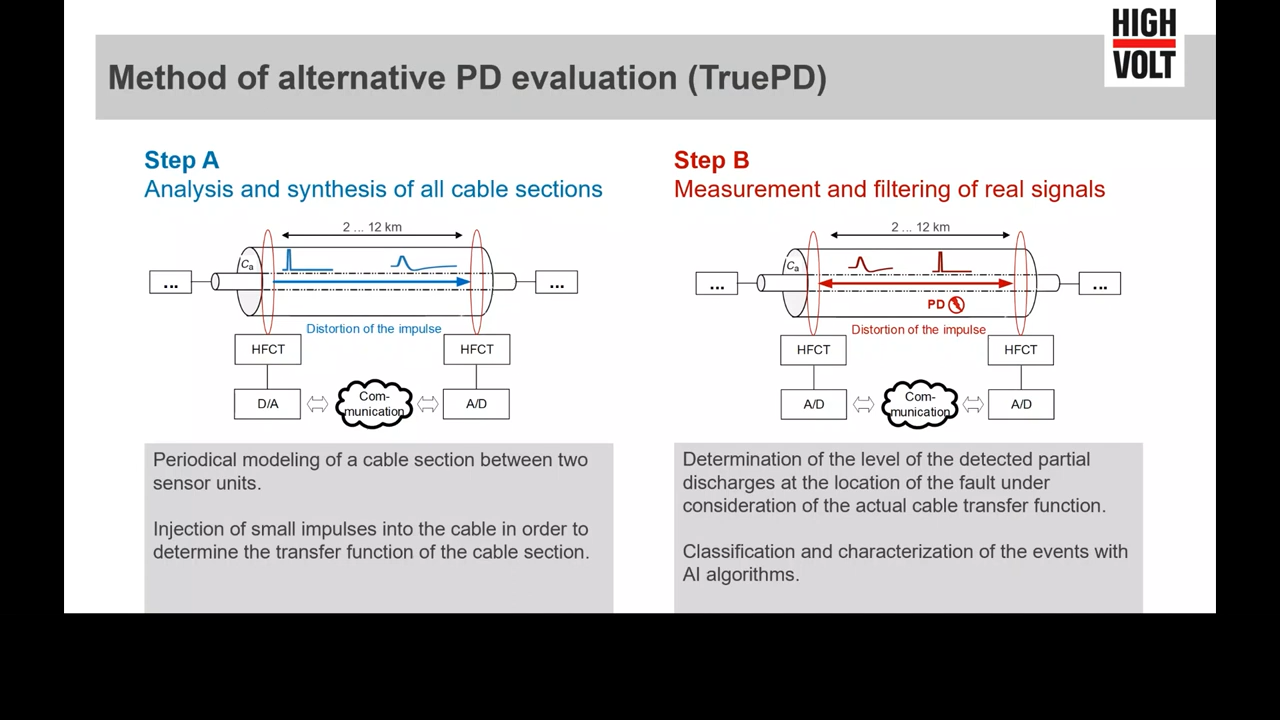 HIGH
VOLT
Method of alternative PD evaluation (TruePD)
Step A
Analysis and synthesis of all cable sections
2 ... 12 km
Ca
...
...
Distortion of the impulse
HFCT
HFCT
D/A
Com-
munication
A/D
Periodical modeling of a cable section between two
sensor units.
Injection of small impulses into the cable in order to
determine the transfer function of the cable section.
Step B
Measurement and filtering of real signals
2 ... 12 km
Ca
...
...
PD
Distortion of the impulse
HFCT
HFCT
A/D
Com-
munication
A/D
Determination of the level of the detected partial
discharges at the location of the fault under
consideration of the actual cable transfer function.
Classification and characterization of the events with
AI algorithms.